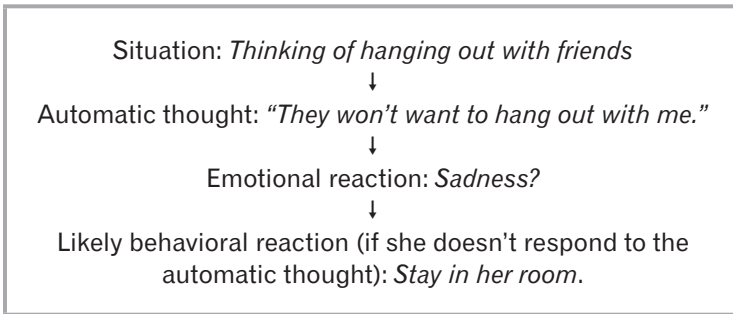 Situation: Thinking of hanging out with friends
↓
Automatic thought: “They won’t want to hang out with me.”
↓
Emotional reaction: Sadness?
↓
Likely behavioral reaction (if she doesn’t respond to the
automatic thought): Stay in her room.